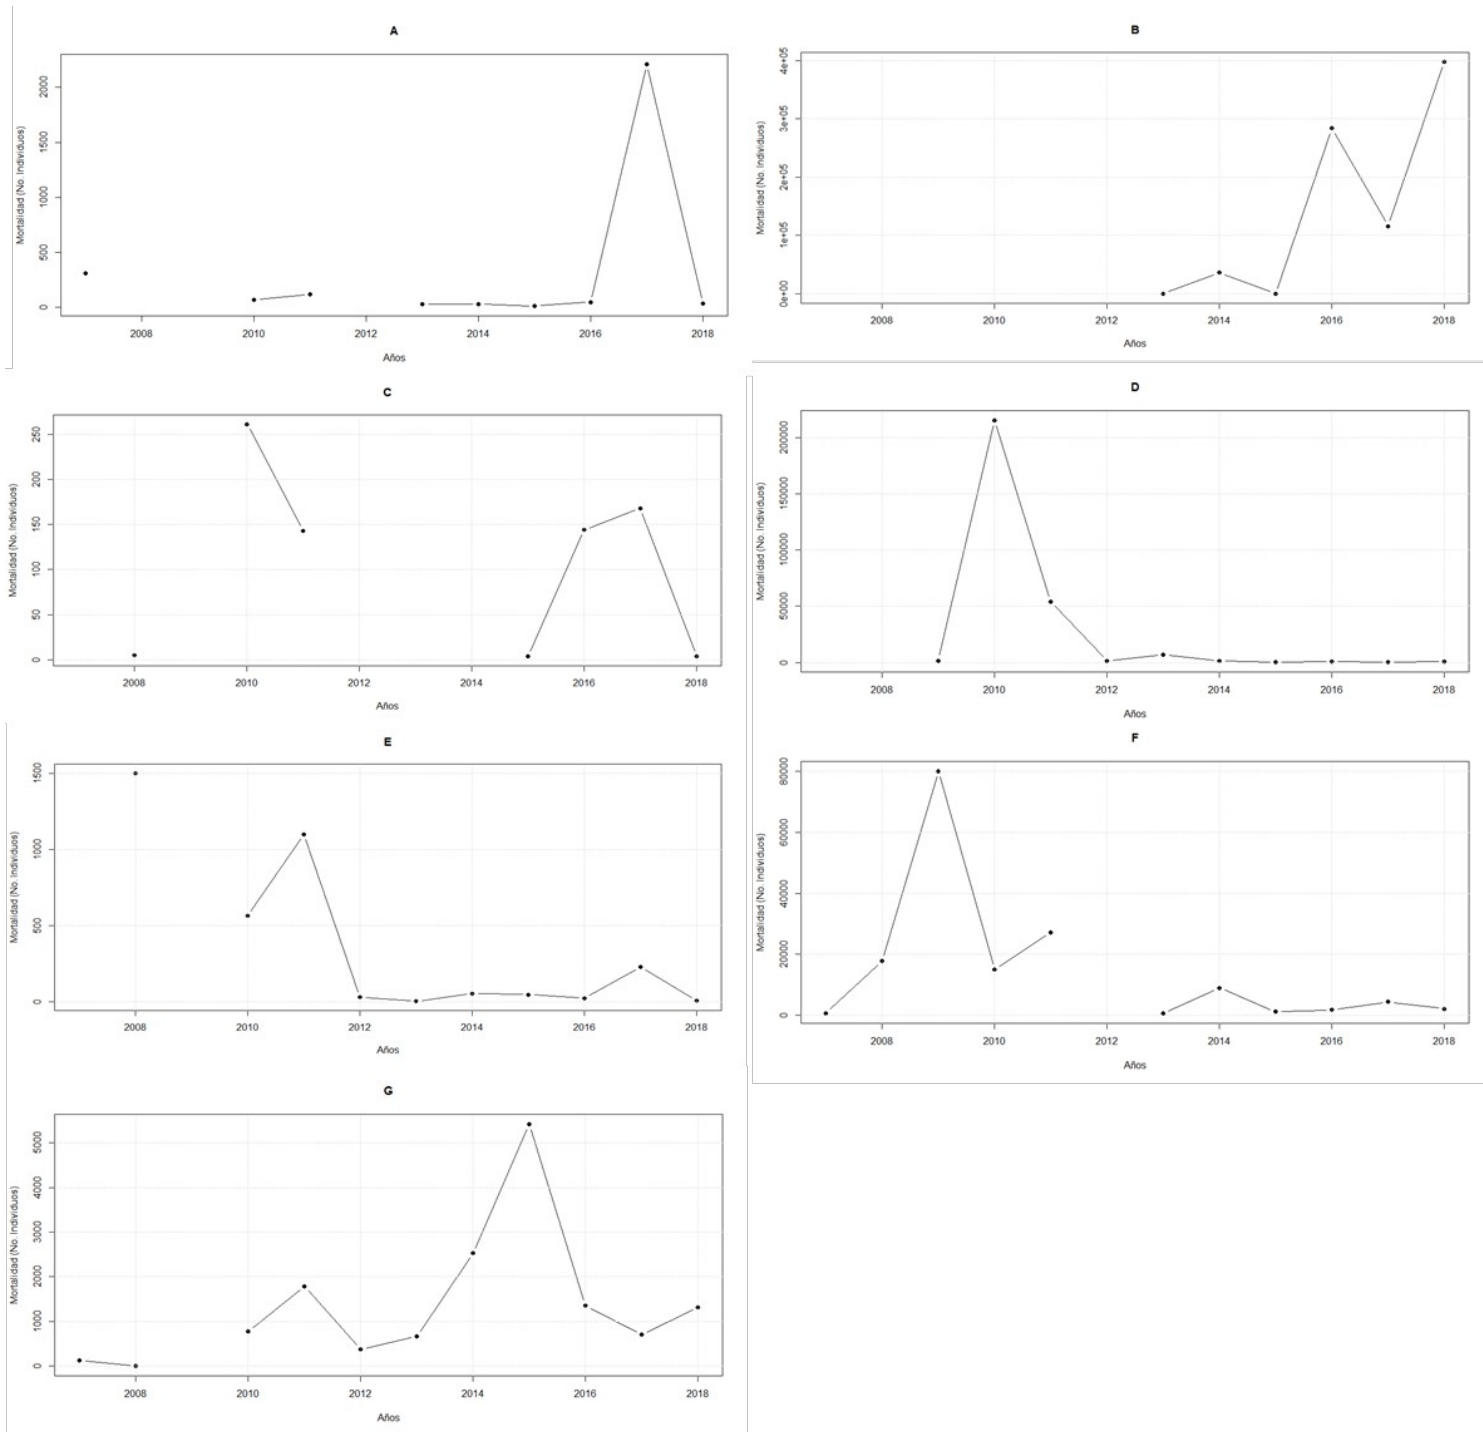 A
Mortalidad (No. Individuos)
2000
1500
1000
500
0
2008 2010 2012 2014 2016 2018
Años
B
Mortalidad (No. Individuos)
4e+05
3e+05
2e+05
1e+05
0e+00
2008 2010 2012 2014 2016 2018
Años
C
Mortalidad (No. Individuos)
250
200
150
100
50
0
2008 2010 2012 2014 2016 2018
Años
D
Mortalidad (No. Individuos)
200000
150000
100000
50000
0
2008 2010 2012 2014 2016 2018
Años
E
Mortalidad (No. Individuos)
1500
1000
500
0
2008 2010 2012 2014 2016 2018
Años
F
Mortalidad (No. Individuos)
80000
60000
40000
20000
0
2008 2010 2012 2014 2016 2018
Años
G
Mortalidad (No. Individuos)
5000
4000
3000
2000
1000
0
2008 2010 2012 2014 2016 2018
Años